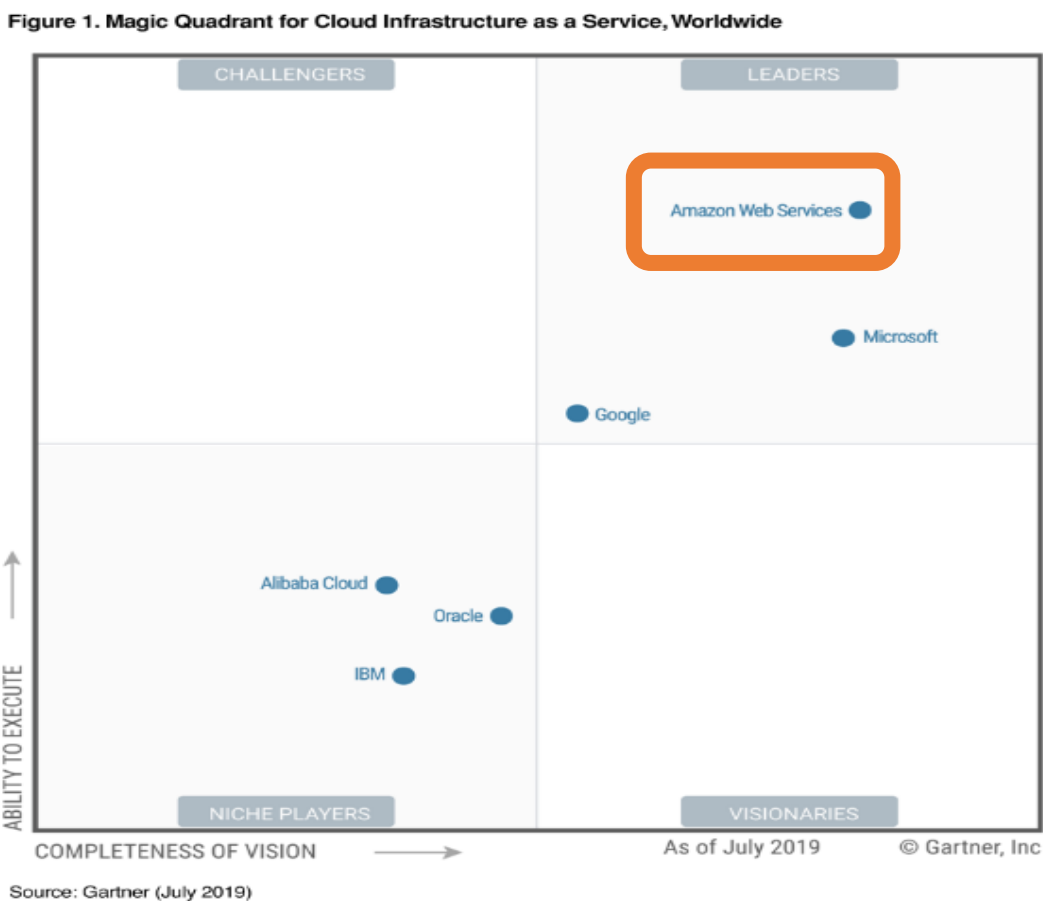 Figure 1. Magic Quadrant for Cloud Infrastructure as a Service, Worldwide
CHALLENGERS
LEADERS
Amazon Web Services
Microsoft
Google
Alibaba Cloud
Oracle
IBM
ABILITY TO EXECUTE
NICHE PLAYERS
VISIONARIES
COMPLETENESS OF VISION
As of July 2019
© Gartner, Inc
Source: Gartner (July 2019)